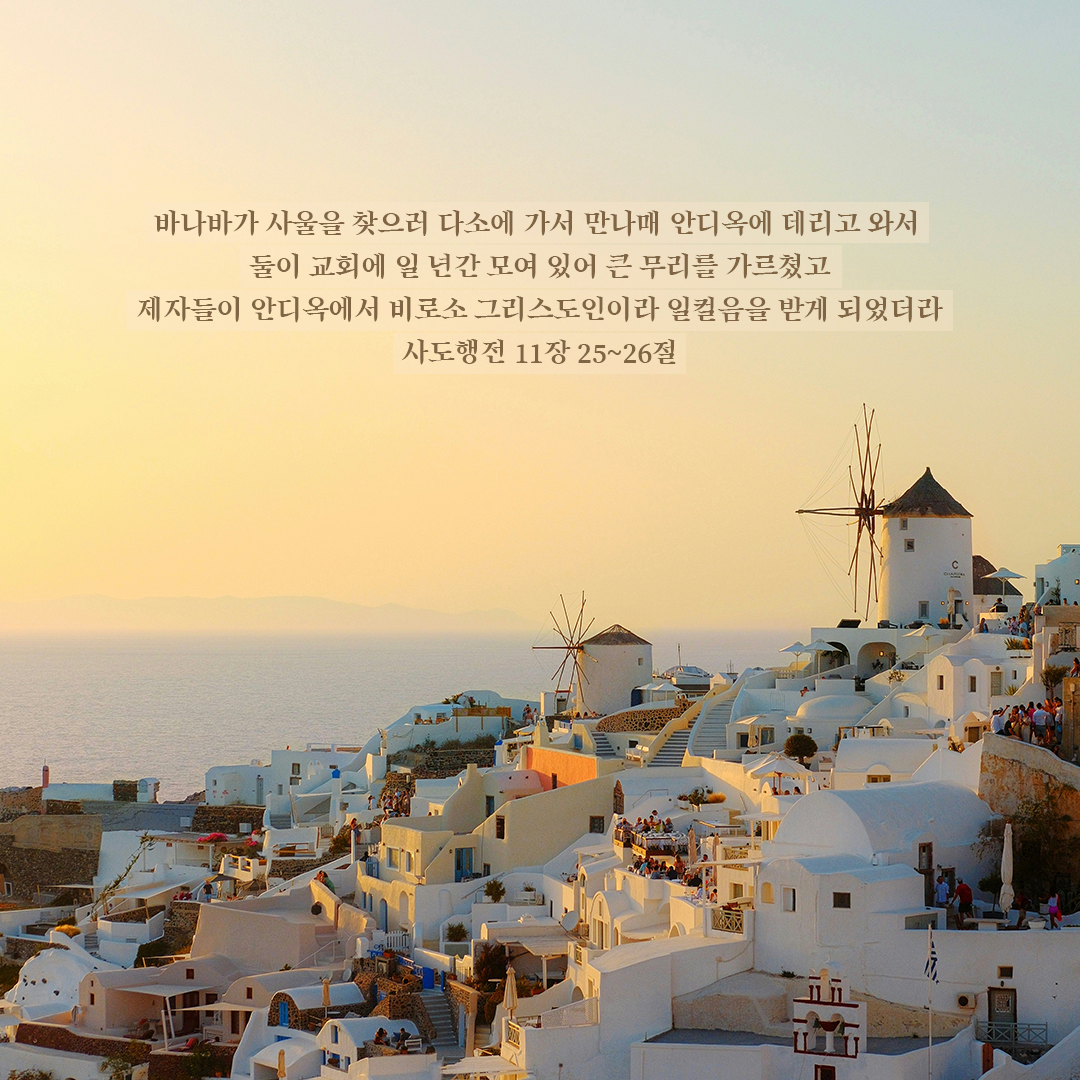 바나바가 사울을 찾으러 다소에 가서 만나매 안디옥에 데리고 와서
둘이 교회에 일 년간 모여 있어 큰 무리를 가르쳤고
제자들이 안디옥에서 비로소 그리스도인이라 일컬음을 받게 되었더라
사도행전 11장 25~26절
C